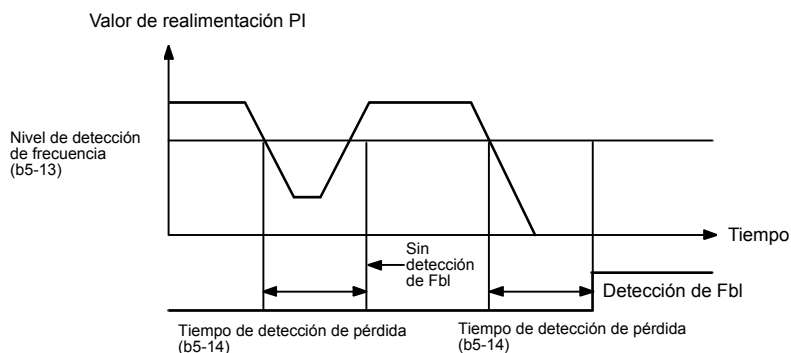 Valor de realimentación PI
Nivel de detección
de frecuencia
(b5-13)
Tiempo
Sin
detección
de Fbl
Detección de Fbl
Tiempo de detección de pérdida
(b5-14)
Tiempo de detección de pérdida
(b5-14)